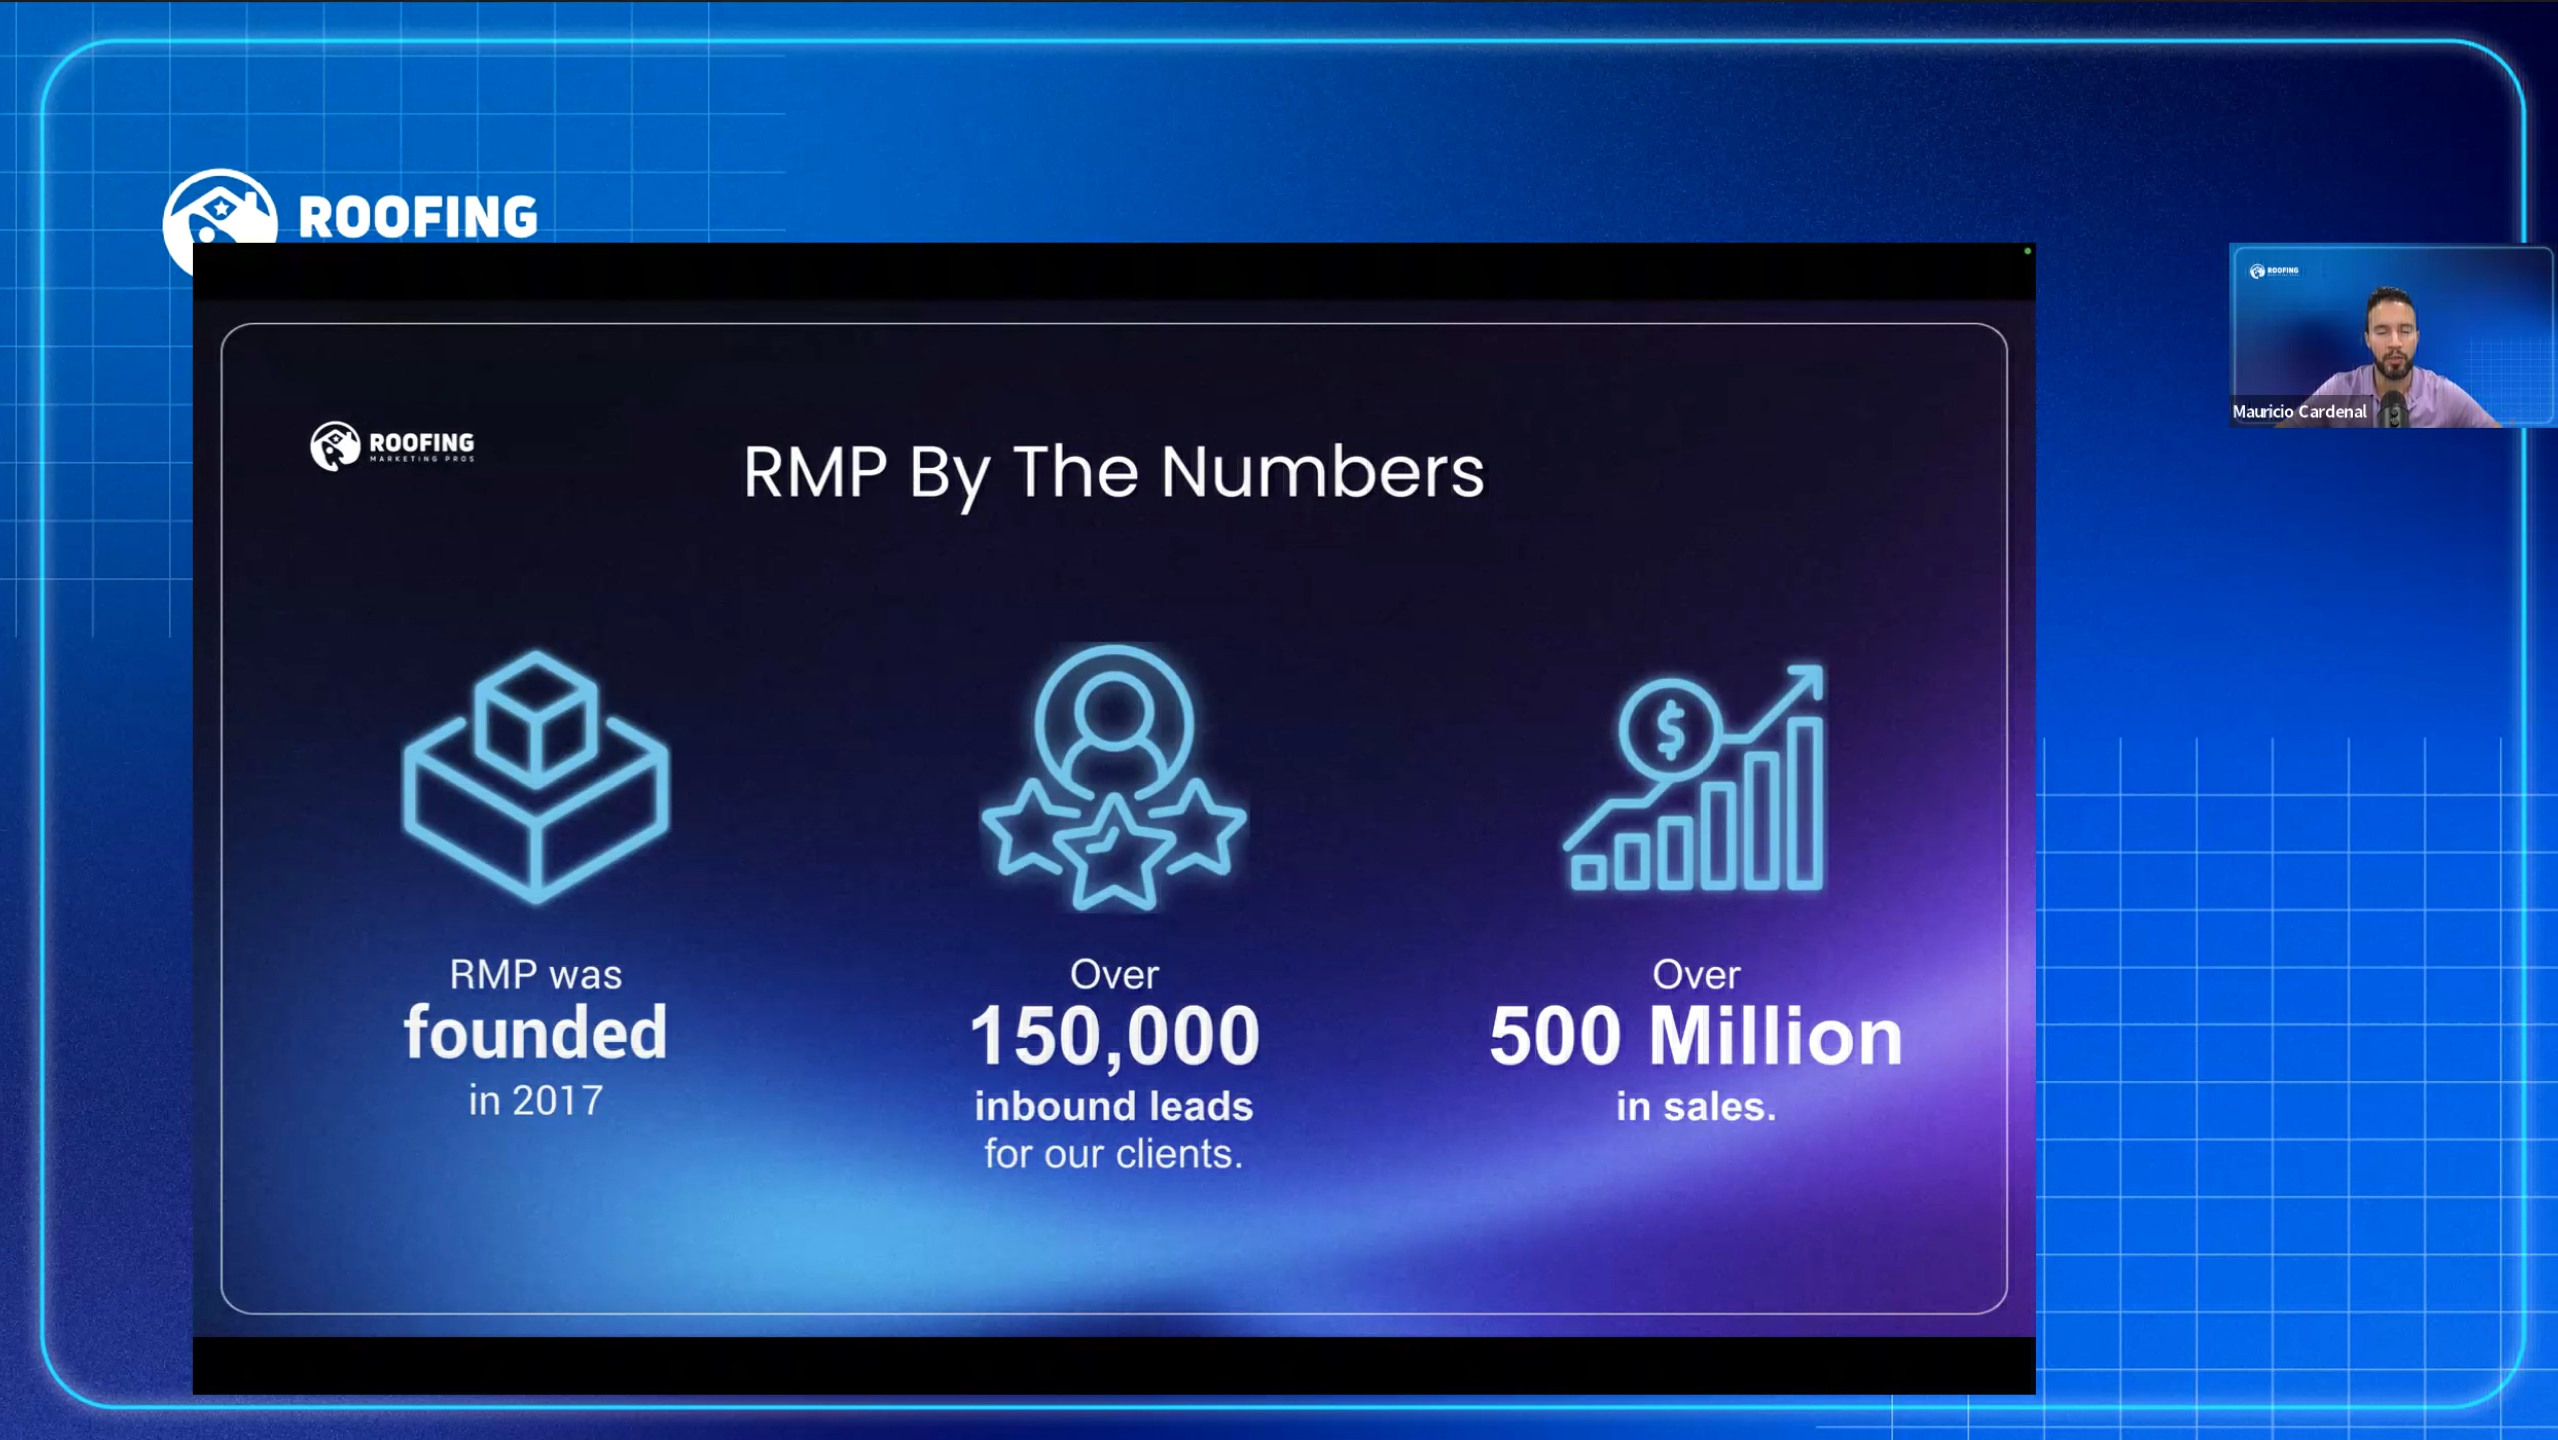 ROOFING
ROOFING
Mauricio Cardenal
ROOFING
MARKETING PROS
RMP By The Numbers
$
RMP was
founded
in 2017
Over
150,000
inbound leads
for our clients.
Over
500 Million
in sales.